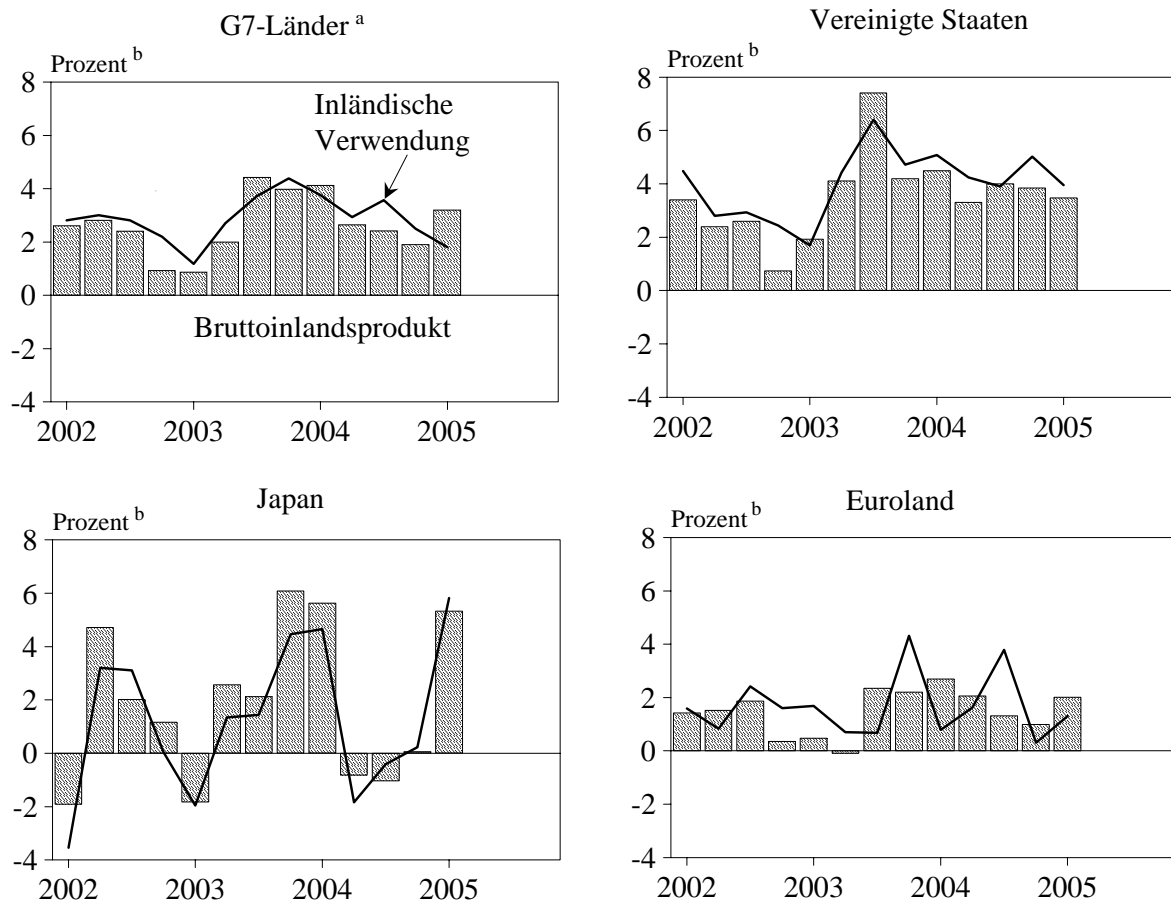 G7-Länder a
Prozent b
8
6
4
2
0
-2
-4
Inländische
Verwendung
Bruttoinlandsprodukt
2002 2003 2004 2005
Vereinigte Staaten
Prozent b
8
6
4
2
0
-2
-4
2002 2003 2004 2005
Japan
Prozent b
8
6
4
2
0
-2
-4
2002 2003 2004 2005
Euroland
Prozent b
8
6
4
2
0
-2
-4
2002 2003 2004 2005